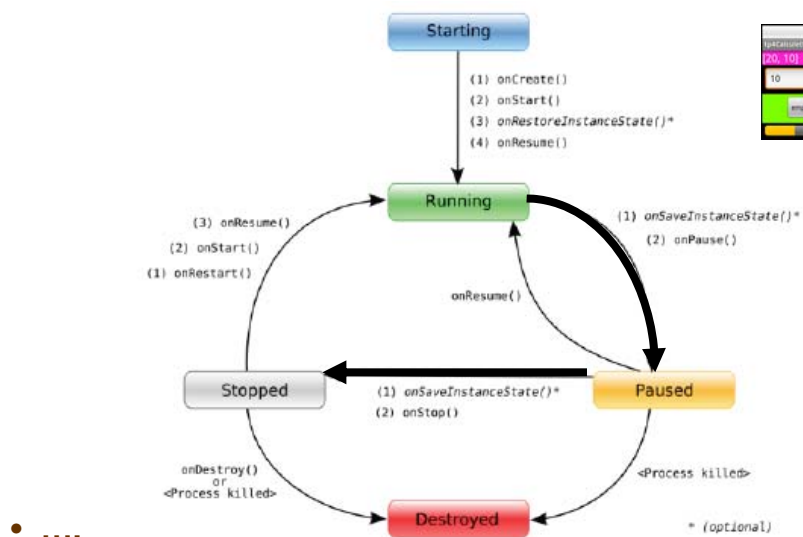 Starting
(1) onCreate()
(2) onStart()
(3) onRestoreInstanceState()*
(4) onResume()
[20, 10]
10
Running
(1) onSaveInstanceState()*
(2) onPause()
(3) onResume()
(2) onStart()
(1) onRestart()
onResume()
Stopped
(1) onSaveInstanceState()*
(2) onStop()
Paused
onDestroy()
or
<Process killed>
<Process killed>
Destroyed
* (optional)
• ....